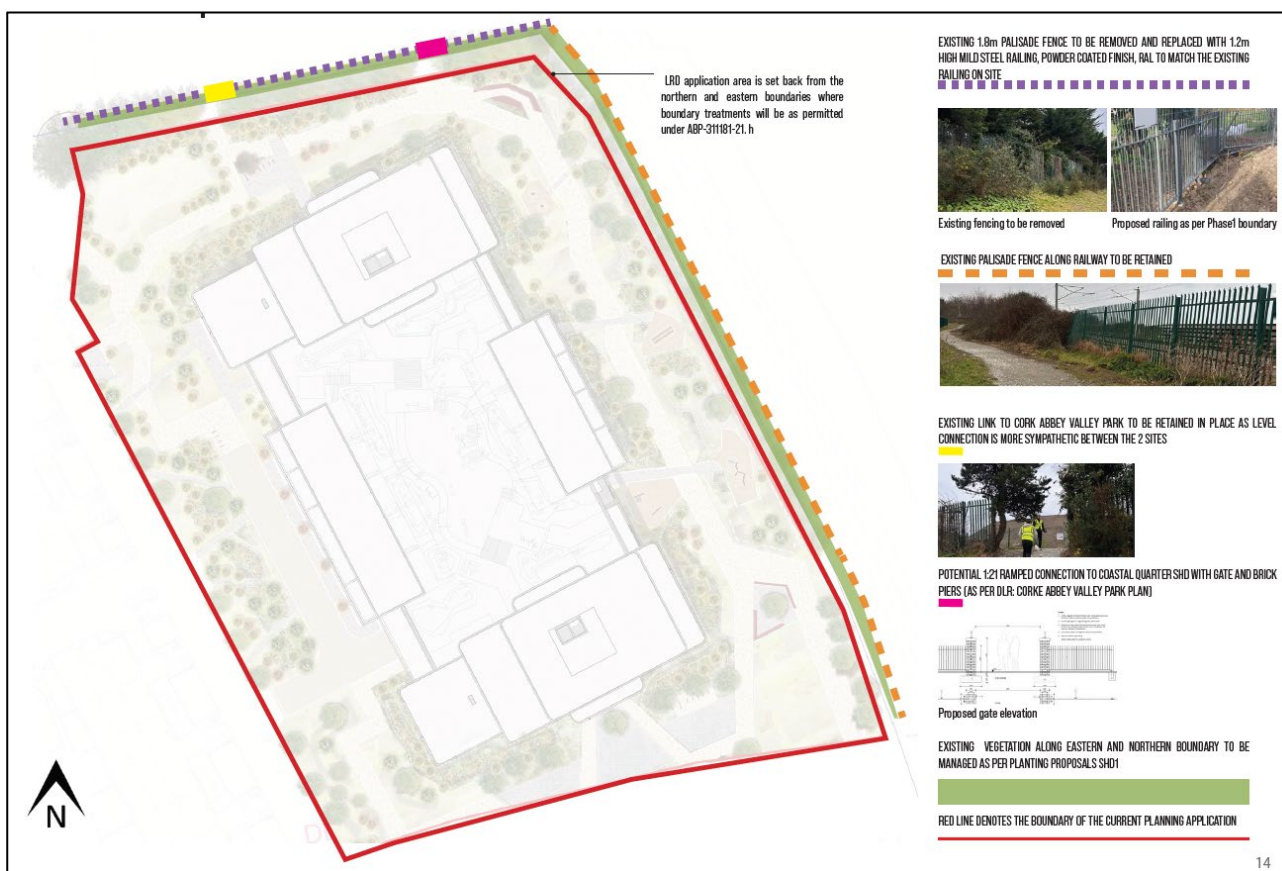 LRD application area is set back from the
northern and eastern boundaries where
boundary treatments will be as permitted
under ABP-311181-21. h
N
EXISTING 1.8m PALISADE FENCE TO BE REMOVED AND REPLACED WITH 1.2m
HIGH MILD STEEL RAILING, POWDER COATED FINISH, RAL TO MATCH THE EXISTING
RAILING ON SITE
Existing fencing to be removed
Proposed railing as per Phase1 boundary
EXISTING PALISADE FENCE ALONG RAILWAY TO BE RETAINED
EXISTING LINK TO CORK ABBEY VALLEY PARK TO BE RETAINED IN PLACE AS LEVEL
CONNECTION IS MORE SYMPATHETIC BETWEEN THE 2 SITES
POTENTIAL 1:21 RAMPED CONNECTION TO COASTAL QUARTER SHD WITH GATE AND BRICK
PIERS (AS PER DLR: CORKE ABBEY VALLEY PARK PLAN)
Proposed gate elevation
EXISTING VEGETATION ALONG EASTERN AND NORTHERN BOUNDARY TO BE
MANAGED AS PER PLANTING PROPOSALS SHD1
RED LINE DENOTES THE BOUNDARY OF THE CURRENT PLANNING APPLICATION
14